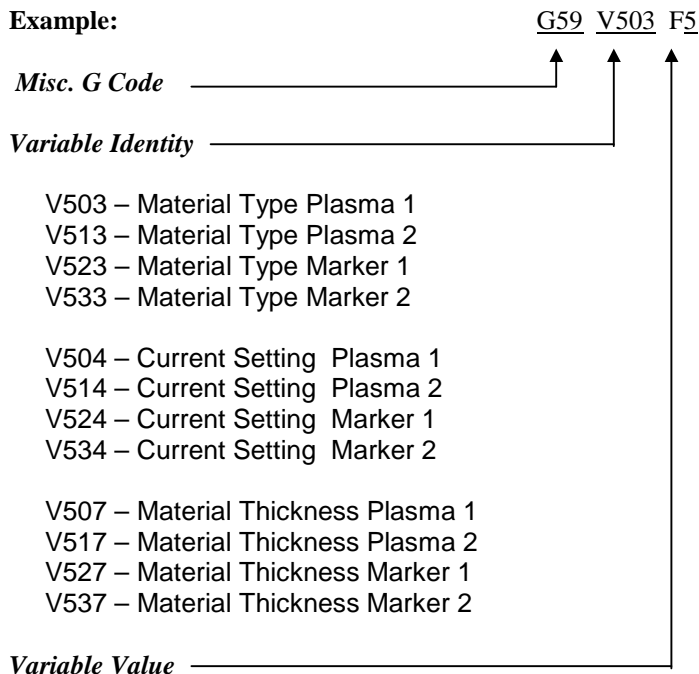 Example: G59 V503 F5
Misc. G Code
Variable Identity
V503 – Material Type Plasma 1
V513 – Material Type Plasma 2
V523 – Material Type Marker 1
V533 – Material Type Marker 2
V504 – Current Setting Plasma 1
V514 – Current Setting Plasma 2
V524 – Current Setting Marker 1
V534 – Current Setting Marker 2
V507 – Material Thickness Plasma 1
V517 – Material Thickness Plasma 2
V527 – Material Thickness Marker 1
V537 – Material Thickness Marker 2
Variable Value